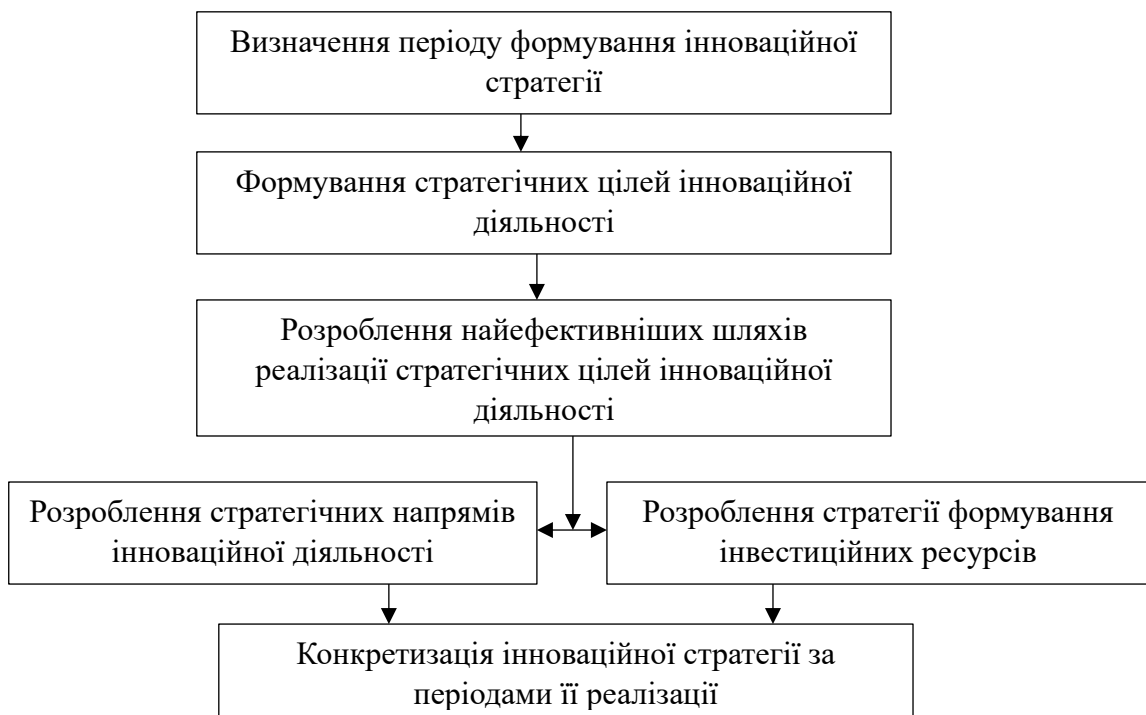 Визначення періоду формування інноваційної
стратегії
Формування стратегічних цілей інноваційної
діяльності
Розроблення найефективніших шляхів
реалізації стратегічних цілей інноваційної
діяльності
Розроблення стратегічних напрямів
інноваційної діяльності
Розроблення стратегії формування
інвестиційних ресурсів
Конкретизація інноваційної стратегії за
періодами її реалізації